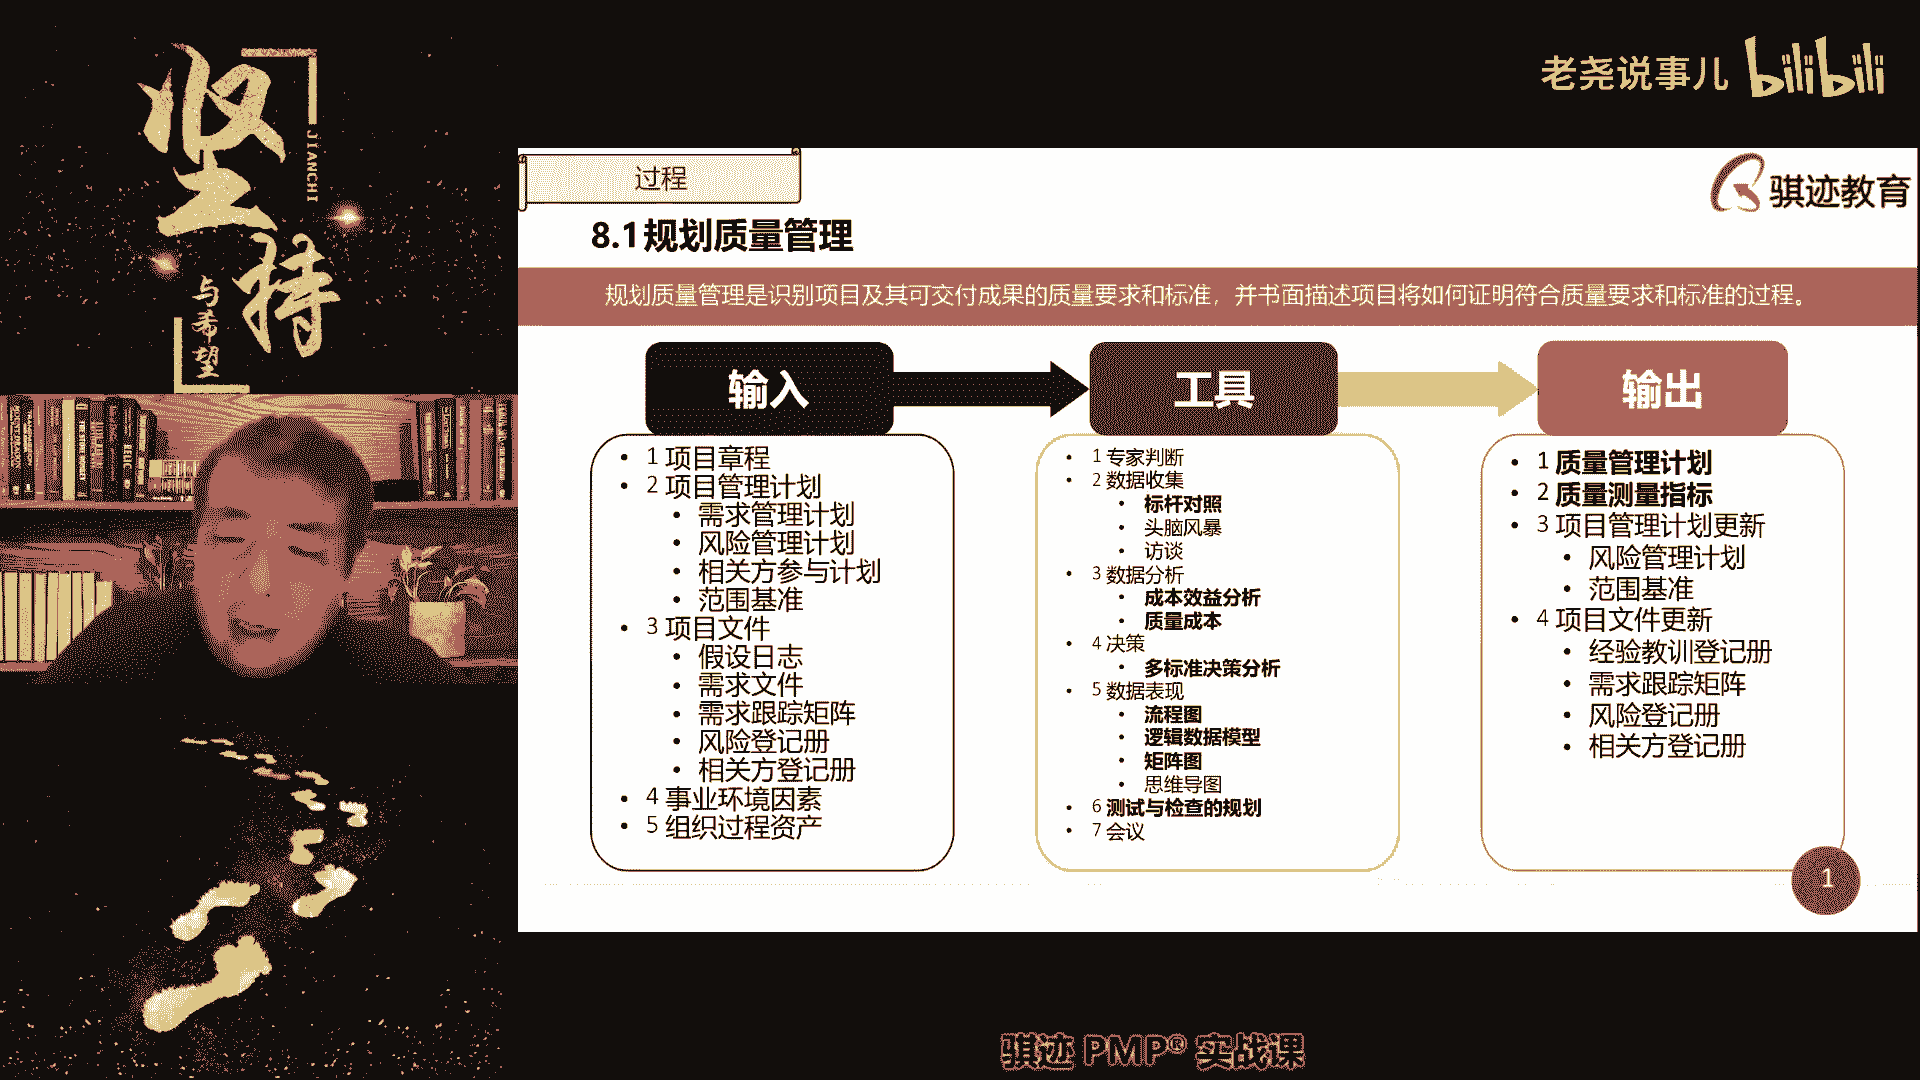 坚持
JIANCHI
与希望
老尧说事儿 bilibili
过程
骐迹教育
8.1规划质量管理
规划质量管理是识别项目及其可交付成果的质量要求和标准，并书面描述项目将如何证明符合质量要求和标准的过程。
输入
• 1 项目章程
• 2 项目管理计划
• 需求管理计划
• 风险管理计划
• 相关方参与计划
• 范围基准
• 3 项目文件
• 假设日志
• 需求文件
• 需求跟踪矩阵
• 风险登记册
• 相关方登记册
• 4 事业环境因素
• 5 组织过程资产
工具
• 1 专家判断
• 2 数据收集
• 标杆对照
• 头脑风暴
• 访谈
• 3 数据分析
• 成本效益分析
• 质量成本
• 4 决策
• 多标准决策分析
• 5 数据表现
• 流程图
• 逻辑数据模型
• 矩阵图
• 思维导图
• 6 测试与检查的规划
• 7 会议
输出
• 1 质量管理计划
• 2 质量测量指标
• 3 项目管理计划更新
• 风险管理计划
• 范围基准
• 4 项目文件更新
• 经验教训登记册
• 需求跟踪矩阵
• 风险登记册
• 相关方登记册
1
骐迹 PMP® 实战课